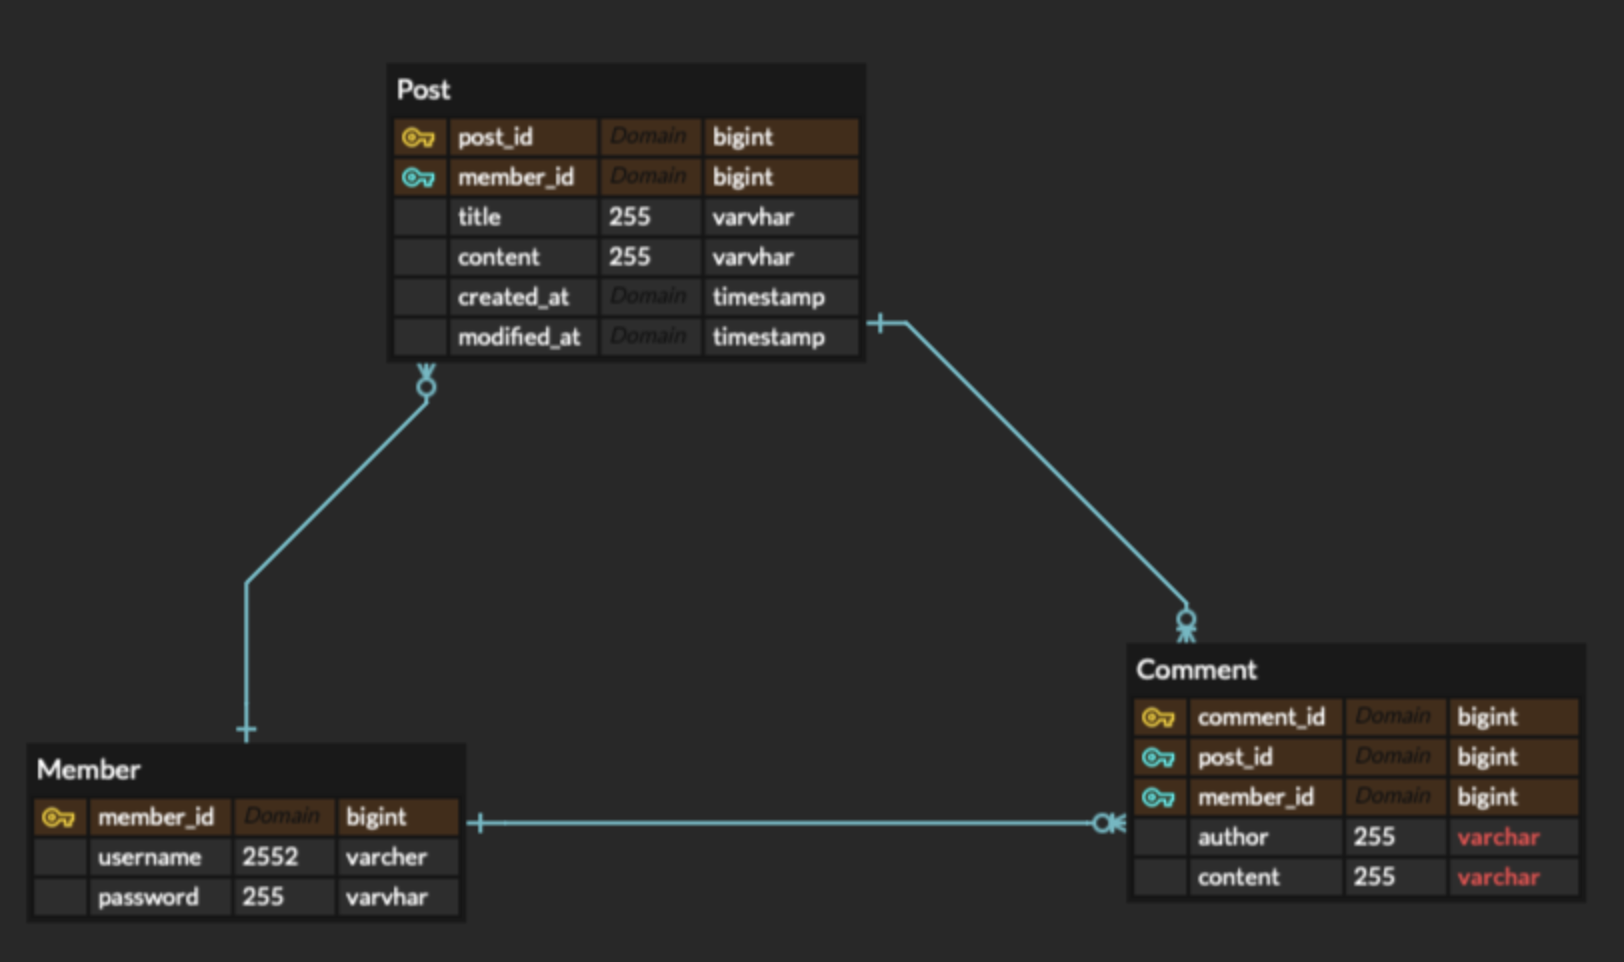 Post
post_id Domain bigint
member_id Domain bigint
title 255 varvhar
content 255 varvhar
created_at Domain timestamp
modified_at Domain timestamp
Comment
comment_id Domain bigint
post_id Domain bigint
member_id Domain bigint
author 255 varchar
content 255 varchar
Member
member_id Domain bigint
username 2552 varcher
password 255 varvhar